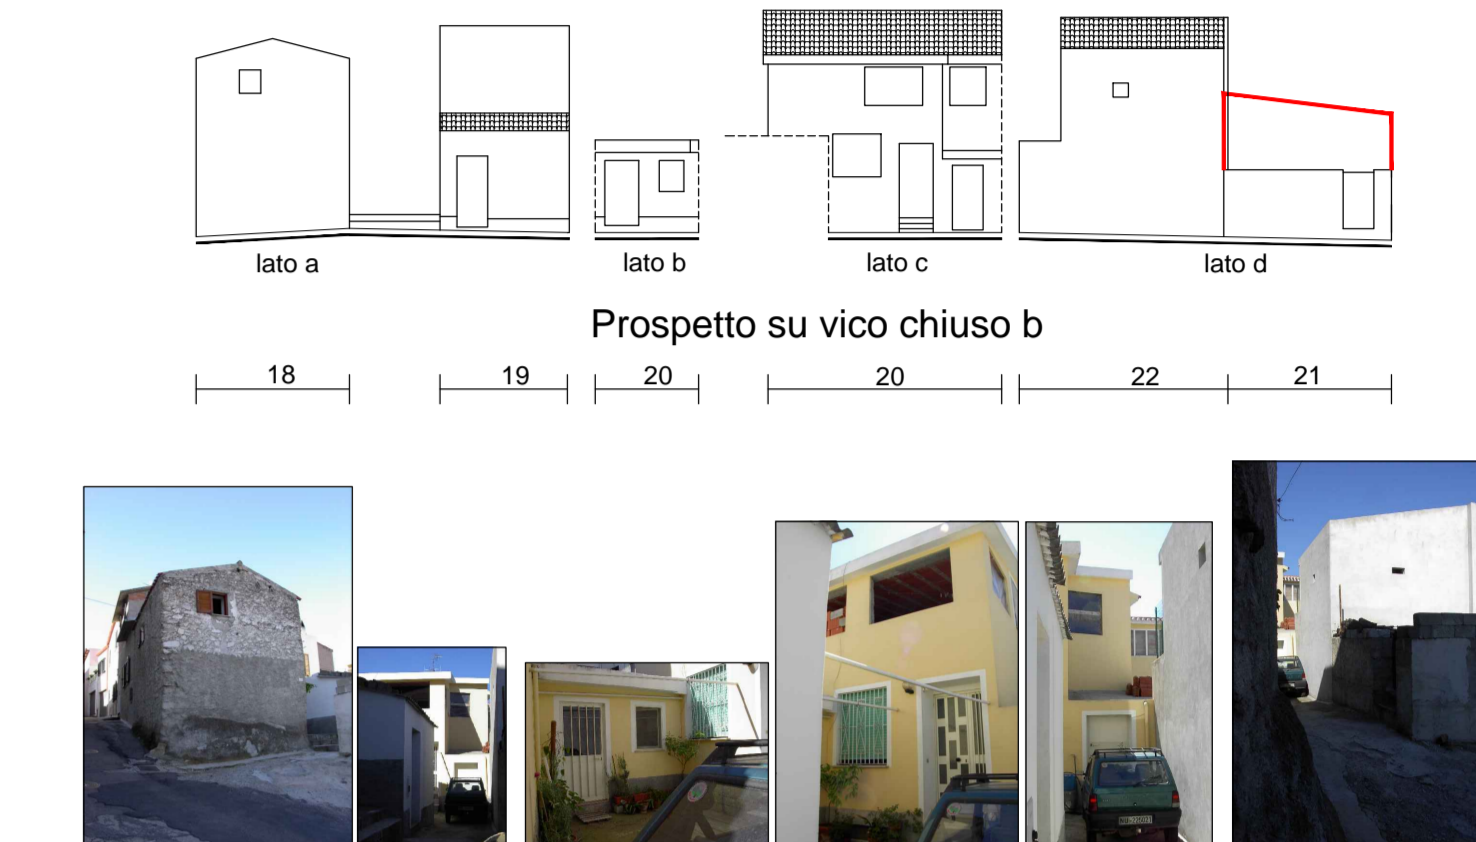 lato a
lato b
lato c
lato d
Prospetto su vico chiuso b
18
19
20
20
22
21